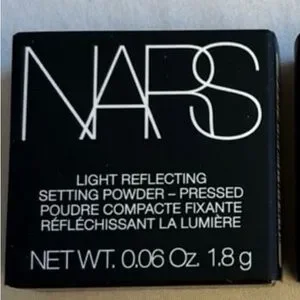 NARS
LIGHT REFLECTING
SETTING POWDER – PRESSED
POUDRE COMPACTE FIXANTE
RÉFLÉCHISSANT LA LUMIÈRE
NET WT. 0.06 Oz. 1.8 g